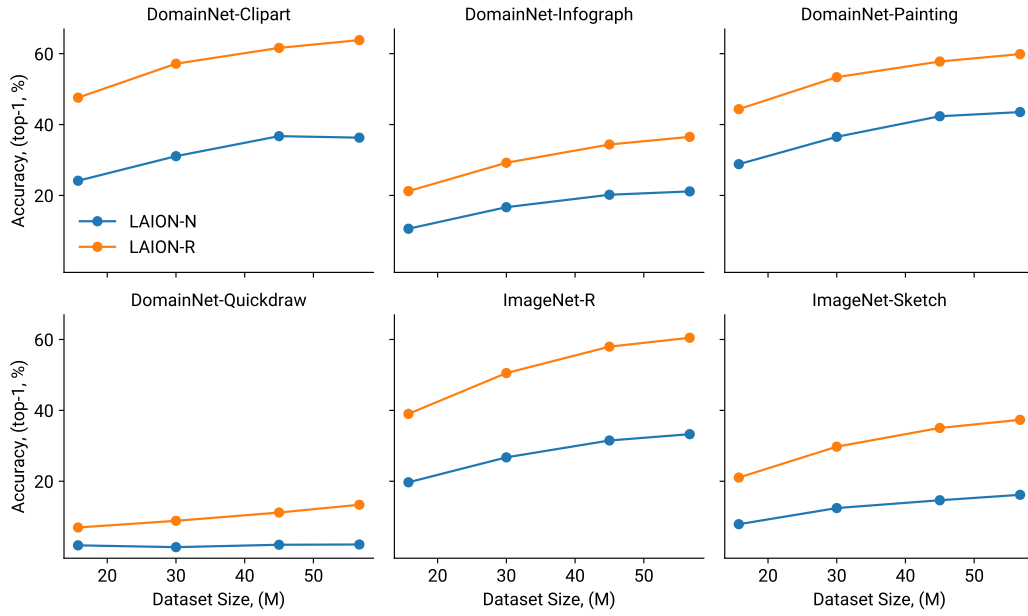 DomainNet-Clipart
DomainNet-Infograph
DomainNet-Painting
60
40
20
Accuracy, (top-1, %)
LAION-N
LAION-R
DomainNet-Quickdraw
ImageNet-R
ImageNet-Sketch
60
40
20
Accuracy, (top-1, %)
20 30 40 50
20 30 40 50
20 30 40 50
Dataset Size, (M)
Dataset Size, (M)
Dataset Size, (M)